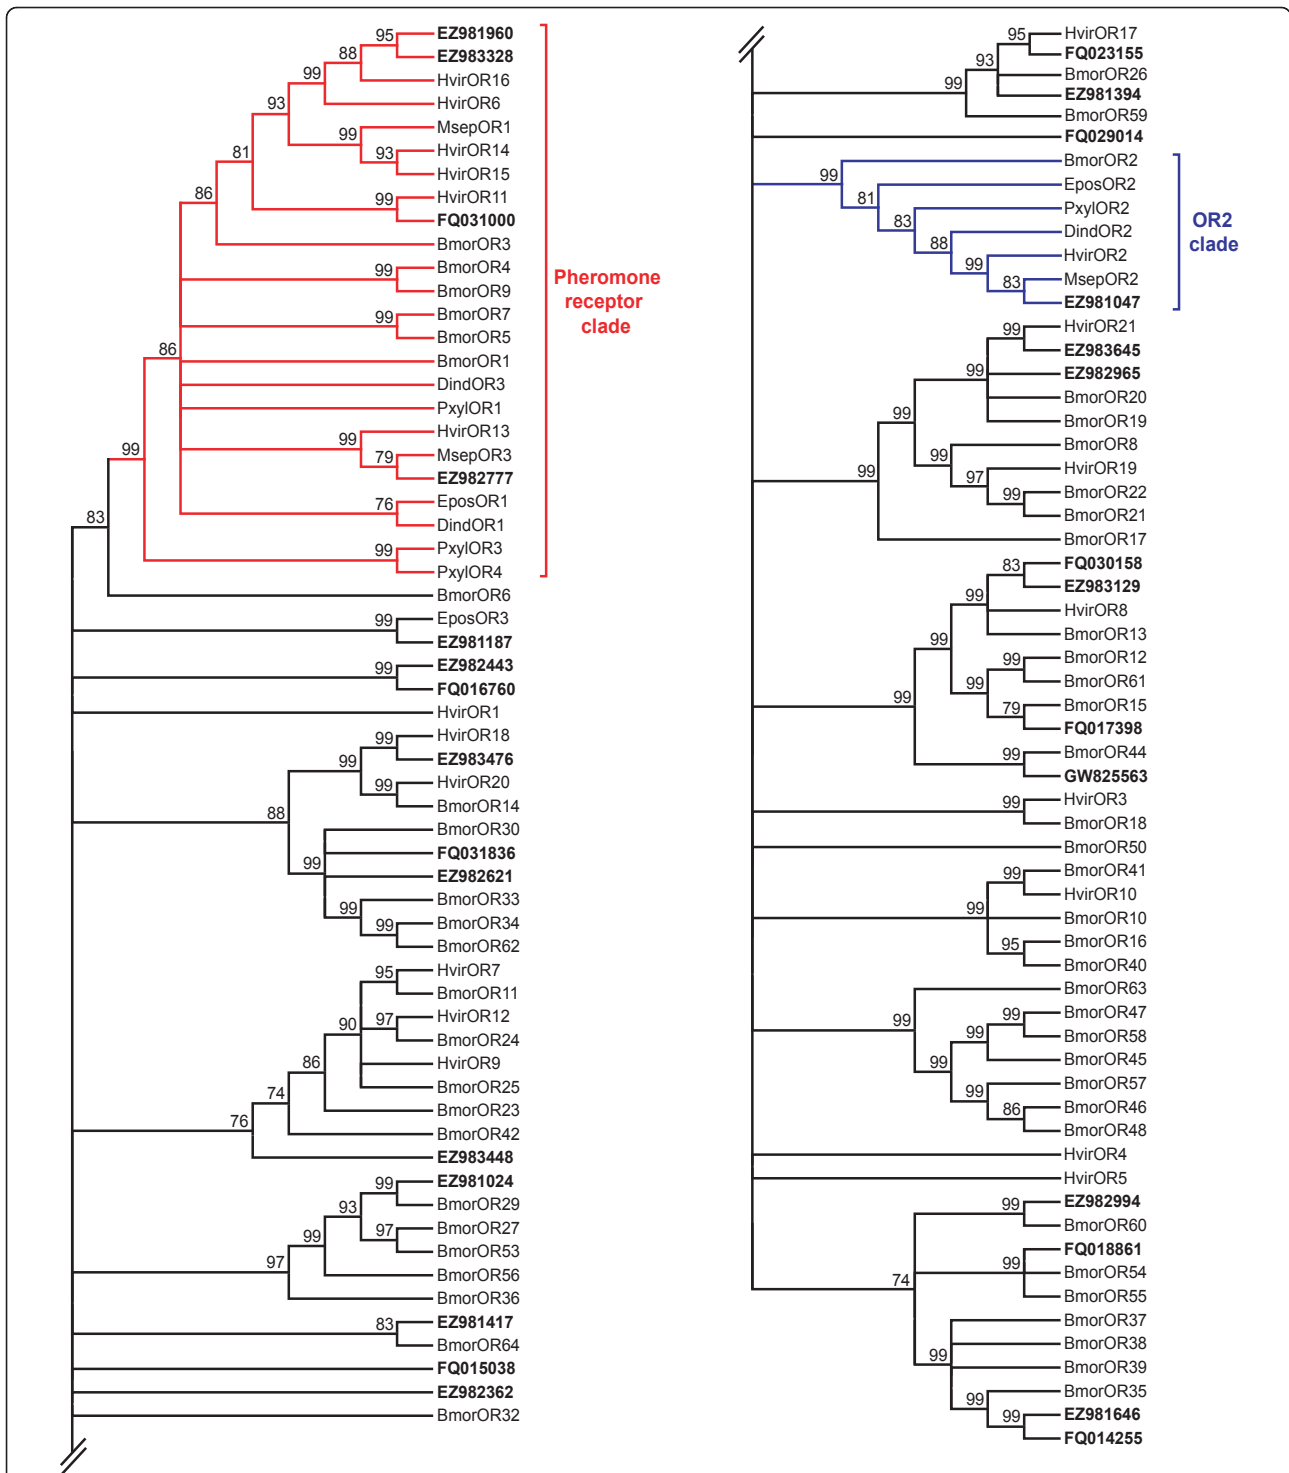 95
EZ981960
88
EZ983328
99
HvirOR16
93
HvirOR6
99
MsepOR1
81
93
HvirOR14
HvirOR15
86
99
HvirOR11
FQ031000
BmorOR3
99
BmorOR4
BmorOR9
99
BmorOR7
BmorOR5
86
BmorOR1
DindOR3
PxylOR1
99
HvirOR13
99
79
MsepOR3
EZ982777
76
EposOR1
83
DindOR1
99
PxylOR3
PxylOR4
Pheromone
receptor
clade
BmorOR6
99
EposOR3
EZ981187
99
EZ982443
FQ016760
HvirOR1
99
HvirOR18
99
EZ983476
99
HvirOR20
88
BmorOR14
BmorOR30
99
FQ031836
EZ982621
99
BmorOR33
99
BmorOR34
BmorOR62
95
HvirOR7
BmorOR11
90
97
HvirOR12
BmorOR24
86
HvirOR9
BmorOR25
74
BmorOR23
76
BmorOR42
EZ983448
99
EZ981024
93
BmorOR29
99
97
BmorOR27
BmorOR53
97
BmorOR56
BmorOR36
83
EZ981417
BmorOR64
FQ015038
EZ982362
BmorOR32
95
HvirOR17
93
FQ023155
99
BmorOR26
EZ981394
BmorOR59
FQ029014
99
BmorOR2
81
EposOR2
83
PxylOR2
88
DindOR2
99
HvirOR2
83
MsepOR2
EZ981047
OR2
clade
99
HvirOR21
99
EZ983645
EZ982965
99
BmorOR20
BmorOR19
99
BmorOR8
99
97
HvirOR19
99
BmorOR22
BmorOR21
BmorOR17
83
FQ030158
99
EZ983129
HvirOR8
99
BmorOR13
99
BmorOR12
99
BmorOR61
99
79
BmorOR15
FQ017398
99
BmorOR44
GW825563
99
HvirOR3
BmorOR18
BmorOR50
99
BmorOR41
HvirOR10
99
BmorOR10
95
BmorOR16
BmorOR40
BmorOR63
99
99
BmorOR47
99
BmorOR58
99
BmorOR45
99
BmorOR57
86
BmorOR46
BmorOR48
HvirOR4
HvirOR5
99
EZ982994
BmorOR60
74
99
FQ018861
BmorOR54
BmorOR55
BmorOR37
99
BmorOR38
BmorOR39
99
BmorOR35
99
EZ981646
FQ014255